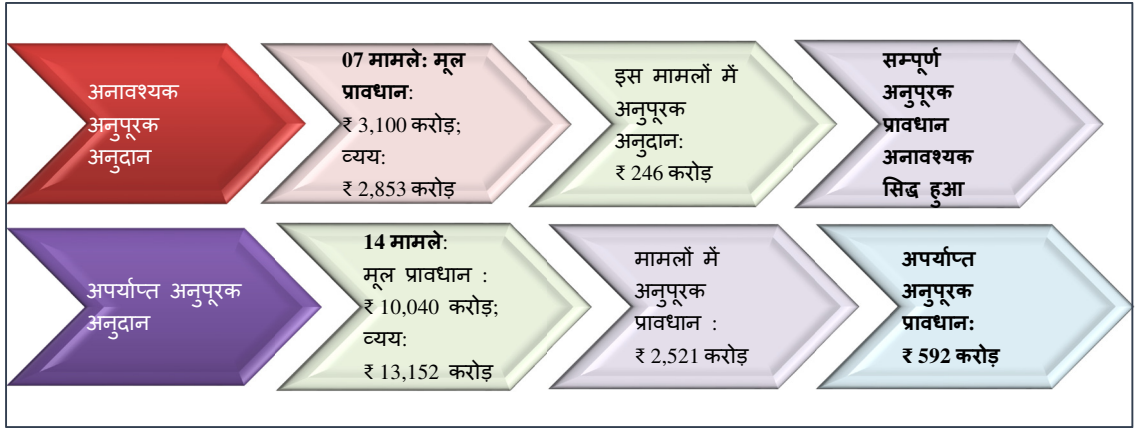 अनावश्यक
अनुपूरक
अनुदान
07 मामले: मूल
प्रावधान:
₹ 3,100 करोड़;
व्यय:
₹ 2,853 करोड़
इस मामलों में
अनुपूरक
अनुदान:
₹ 246 करोड़
सम्पूर्ण
अनुपूरक
प्रावधान
अनावश्यक
सिद्ध हुआ
अपर्याप्त अनुपूरक
अनुदान
14 मामले:
मूल प्रावधान :
₹ 10,040 करोड़;
व्यय:
₹ 13,152 करोड़
मामलों में
अनुपूरक
प्रावधान :
₹ 2,521 करोड़
अपर्याप्त
अनुपूरक
प्रावधान:
₹ 592 करोड़